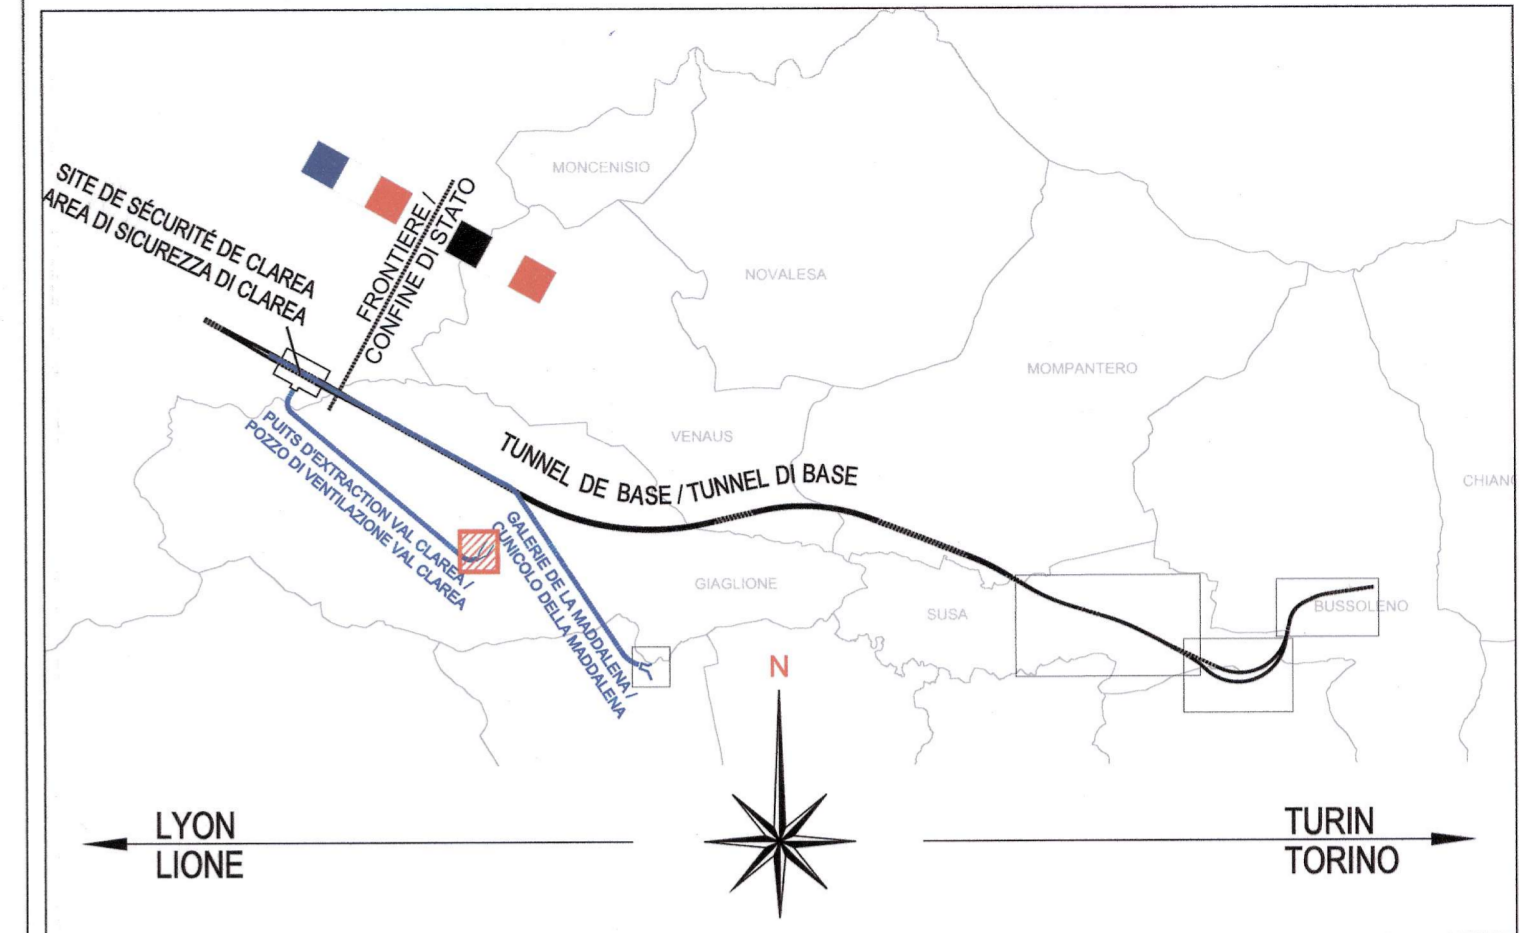 MONCENISIO
SITE DE SÉCURITÉ DE CLAREA
AREA DI SICUREZZA DI CLAREA
FRONTIERE /
CONFINE DI STATO
NOVALESA
MOMPANTERO
VENAUS
TUNNEL DE BASE / TUNNEL DI BASE
CHIAN
PUITS D'EXTRACTION VAL CLAREA /
POZZO DI VENTILAZIONE VAL CLAREA
GALERIE DE LA MADDALENA /
CUNICOLO DELLA MADDALENA
GIAGLIONE
SUSA
BUSSOLENO
N
LYON
LIONE
TURIN
TORINO